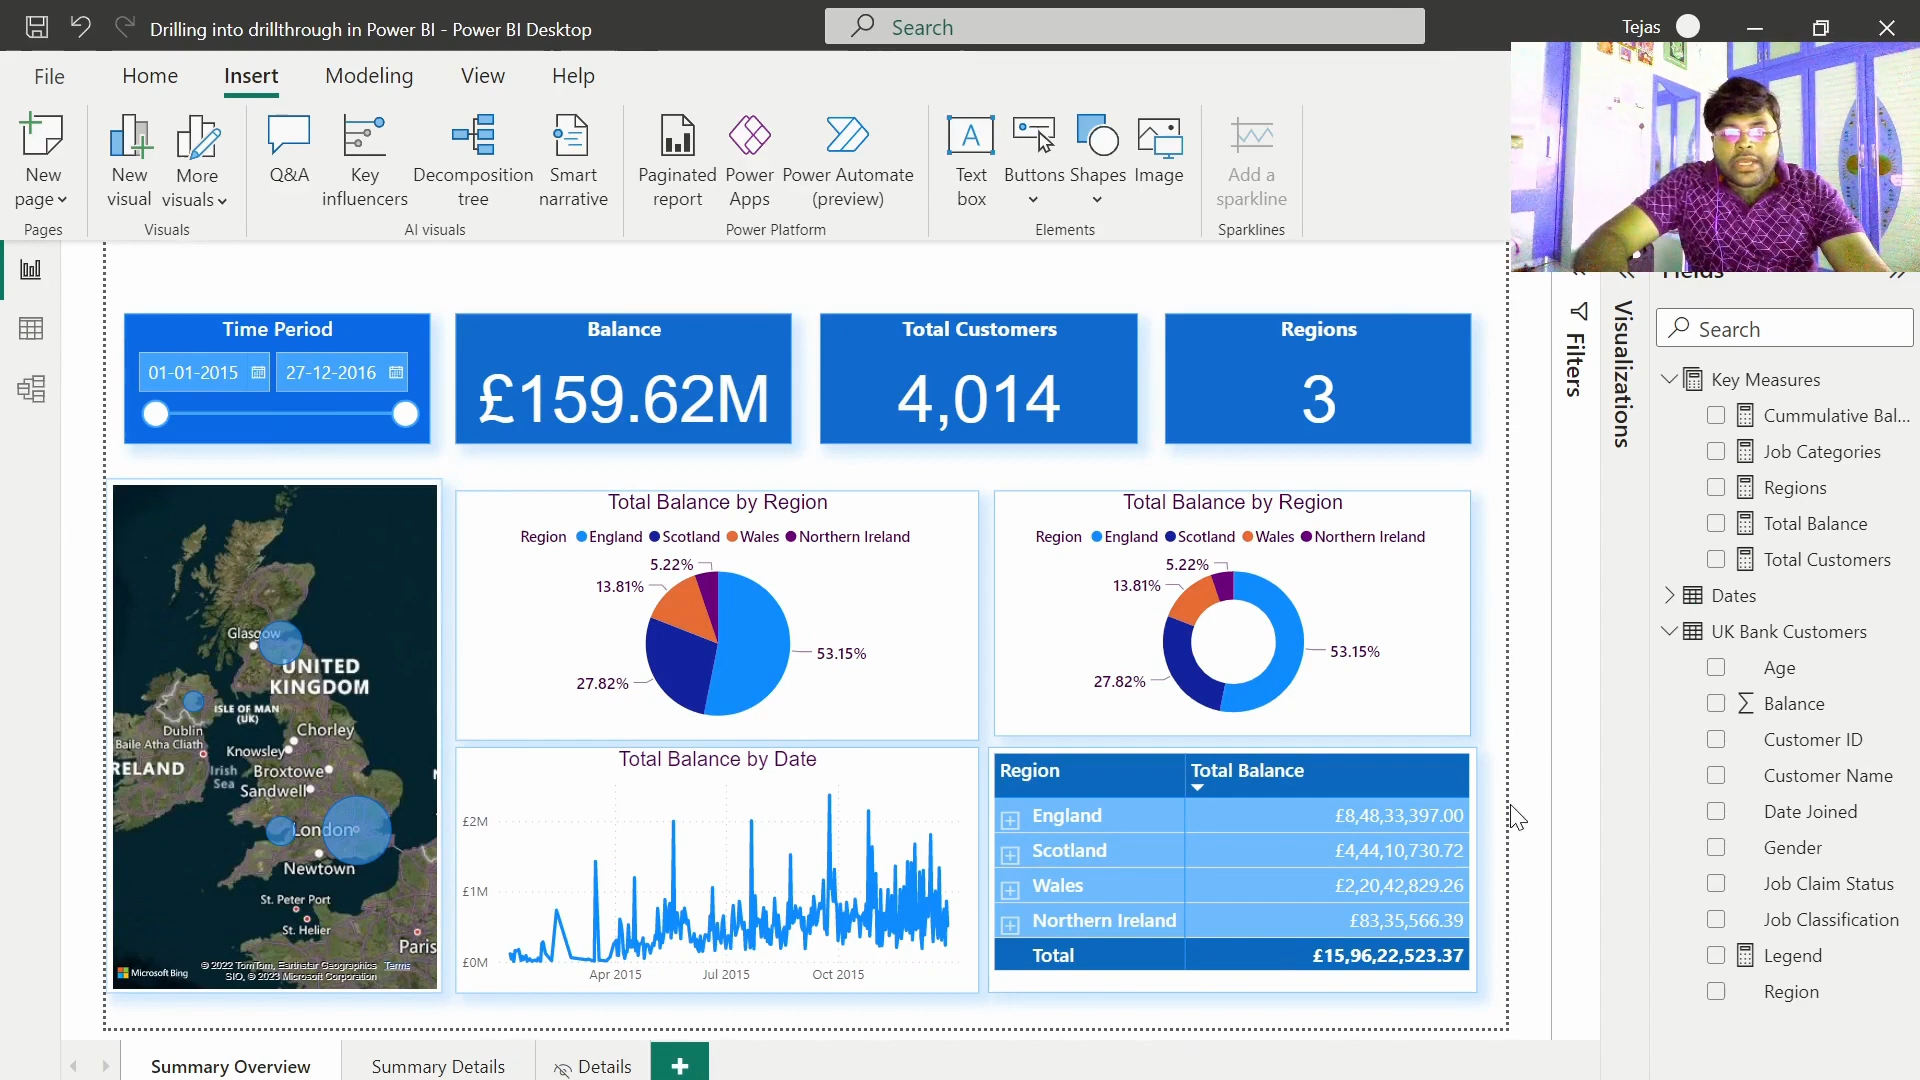 Drilling into drillthrough in Power BI - Power BI Desktop
Search
Tejas
File
Home
Insert
Modeling
View
Help
New page
New visual
More visuals
Q&A
Key influencers
Decomposition tree
Smart narrative
Paginated report
Power Apps
Power Automate (preview)
Text box
Buttons
Shapes
Image
Add a sparkline
Pages
Visuals
AI visuals
Power Platform
Elements
Sparklines
Time Period
01-01-2015
27-12-2016
Balance
£159.62M
Total Customers
4,014
Regions
3
Glasgow
UNITED
KINGDOM
ISLE OF MAN
(UK)
Dublin
Baile Atha Cliath
Chorley
Knowsley
RELAND
Irish
Sea
Broxtowe
Sandwell
London
Newtown
St. Peter Port
St. Helier
Paris
Microsoft Bing
© 2022 TomTom, Earthstar Geographics
SIO, © 2023 Microsoft Corporation
Terms
Total Balance by Region
Region England Scotland Wales Northern Ireland
5.22%
13.81%
53.15%
27.82%
Total Balance by Region
Region England Scotland Wales Northern Ireland
5.22%
13.81%
53.15%
27.82%
Total Balance by Date
£2M
£1M
£0M
Apr 2015
Jul 2015
Oct 2015
Region Total Balance
England £8,48,33,397.00
Scotland £4,44,10,730.72
Wales £2,20,42,829.26
Northern Ireland £83,35,566.39
Total £15,96,22,523.37
Filters
Visualizations
Fields
Search
Key Measures
Cummulative Bal...
Job Categories
Regions
Total Balance
Total Customers
Dates
UK Bank Customers
Age
Balance
Customer ID
Customer Name
Date Joined
Gender
Job Claim Status
Job Classification
Legend
Region
Summary Overview
Summary Details
Details